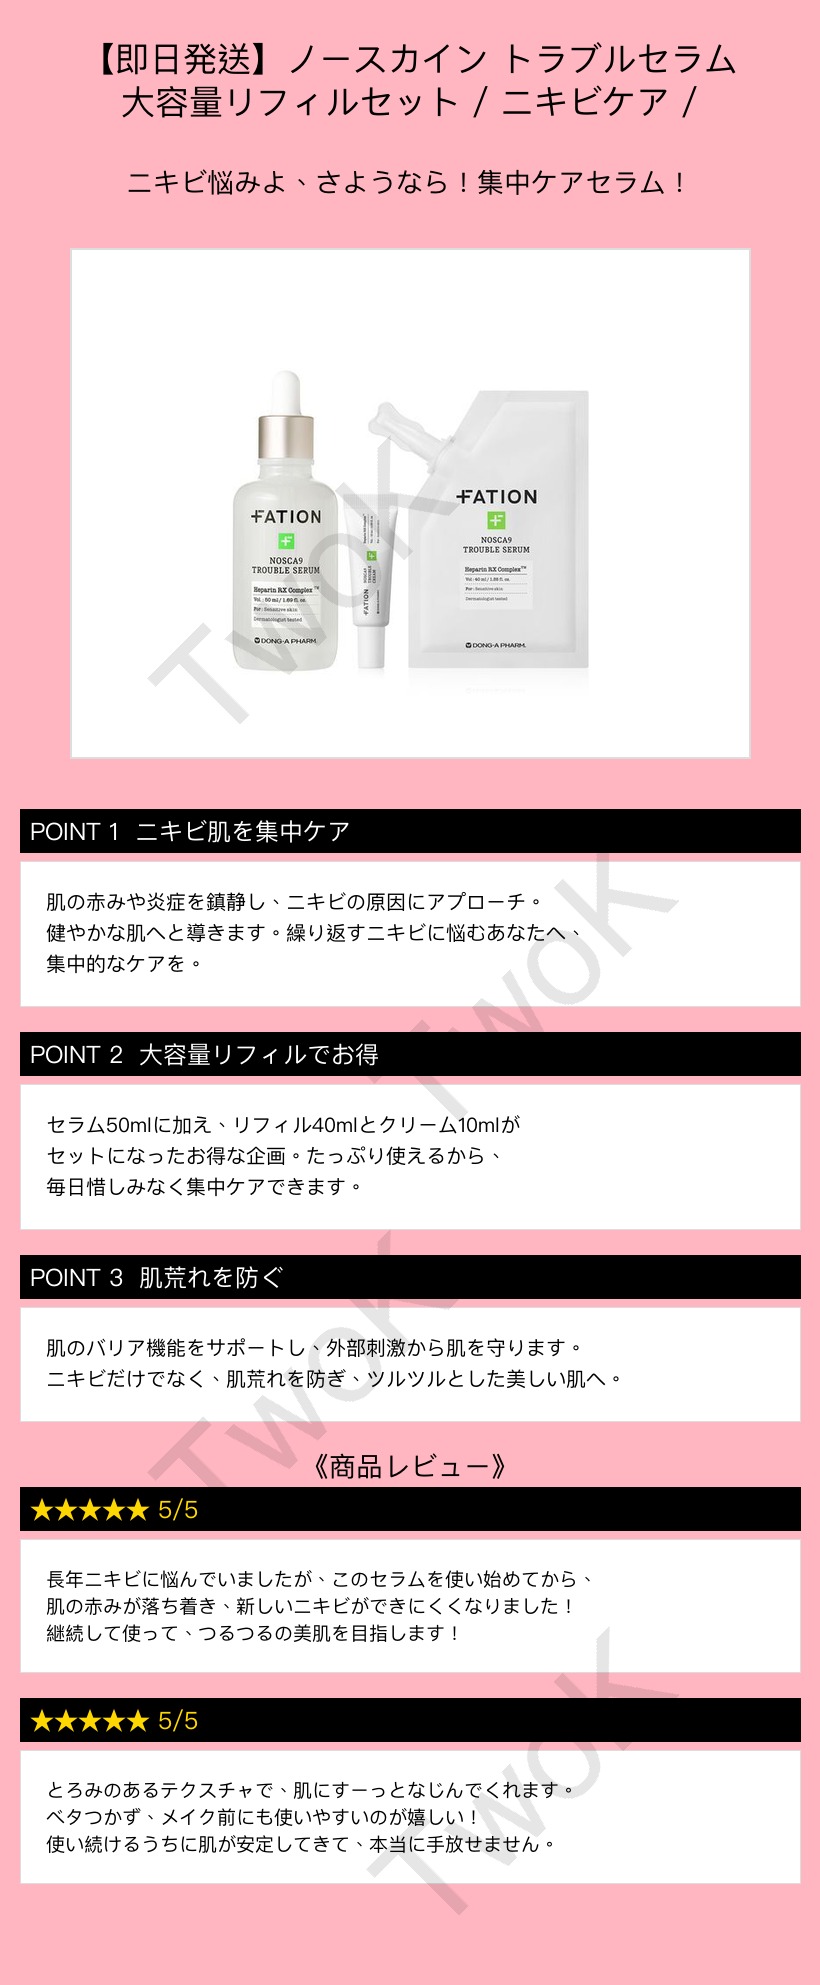 【即日発送】ノースカイン トラブルセラム
大容量リフィルセット / ニキビケア /
ニキビ悩みよ、さようなら！集中ケアセラム！
FATION
NOSCA9
TROUBLE SERUM
Heparin RX Complex™
Vol : 50 ml / 1.69 fl. oz.
For : Sensitive skin
Dermatologist tested
DONG-A PHARM.
FATION
NOSCA9
TROUBLE
CREAM
FATION
NOSCA9
TROUBLE SERUM
Heparin RX Complex™
Vol : 40 ml / 1.35 fl. oz.
For : Sensitive skin
Dermatologist tested
DONG-A PHARM.
TwoK
POINT 1 ニキビ肌を集中ケア
肌の赤みや炎症を鎮静し、ニキビの原因にアプローチ。
健やかな肌へと導きます。繰り返すニキビに悩むあなたへ、
集中的なケアを。
TwoK
POINT 2 大容量リフィルでお得
セラム50mlに加え、リフィル40mlとクリーム10mlが
セットになったお得な企画。たっぷり使えるから、
毎日惜しみなく集中ケアできます。
POINT 3 肌荒れを防ぐ
肌のバリア機能をサポートし、外部刺激から肌を守ります。
ニキビだけでなく、肌荒れを防ぎ、ツルツルとした美しい肌へ。
TwoK
《商品レビュー》
★★★★★ 5/5
長年ニキビに悩んでいましたが、このセラムを使い始めてから、
肌の赤みが落ち着き、新しいニキビができにくくなりました！
継続して使って、つるつるの美肌を目指します！
★★★★★ 5/5
とろみのあるテクスチャで、肌にすーっとなじんでくれます。
ベタつかず、メイク前にも使いやすいのが嬉しい！
使い続けるうちに肌が安定してきて、本当に手放せません。
TwoK